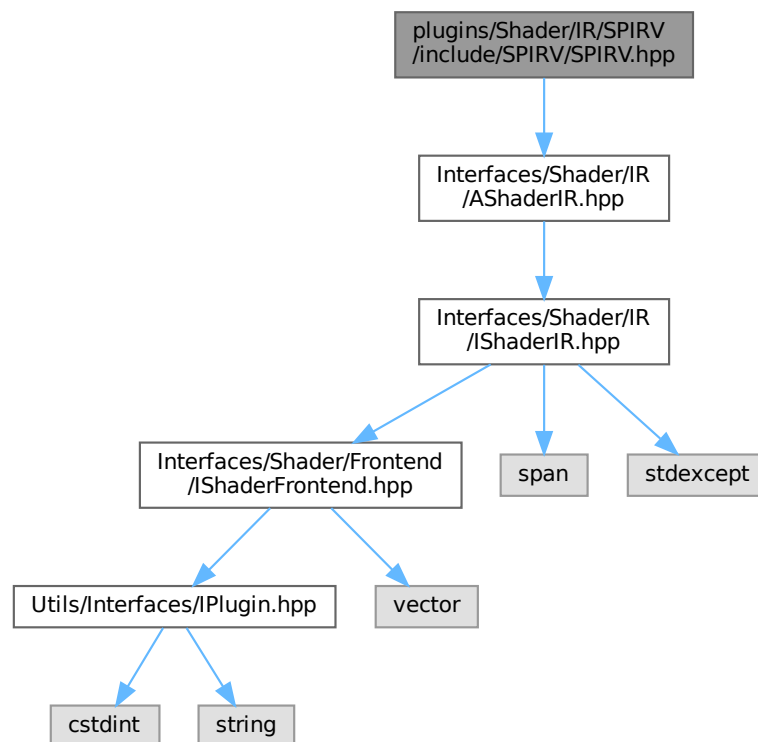 plugins/Shader/IR/SPIRV
/include/SPIRV/SPIRV.hpp
Interfaces/Shader/IR
/AShaderIR.hpp
Interfaces/Shader/IR
/IShaderIR.hpp
Interfaces/Shader/Frontend
/IShaderFrontend.hpp
span
stdexcept
Utils/Interfaces/IPlugin.hpp
vector
cstdint
string